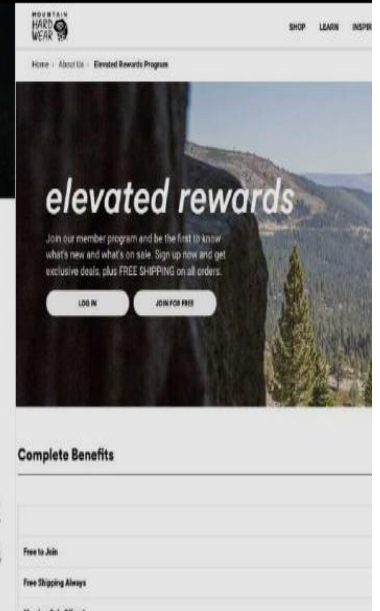 MOUNTAIN
HARD
WEAR
SHOP LEARN
Home › About Us › Elevated Rewards Program
elevated rewards
Join our member program and be the first to know
what's new and what's on sale. Sign up now and get
exclusive deals, plus FREE SHIPPING on all orders.
LOG IN JOIN FOR FREE
Complete Benefits
Free to Join
Free Shipping Always